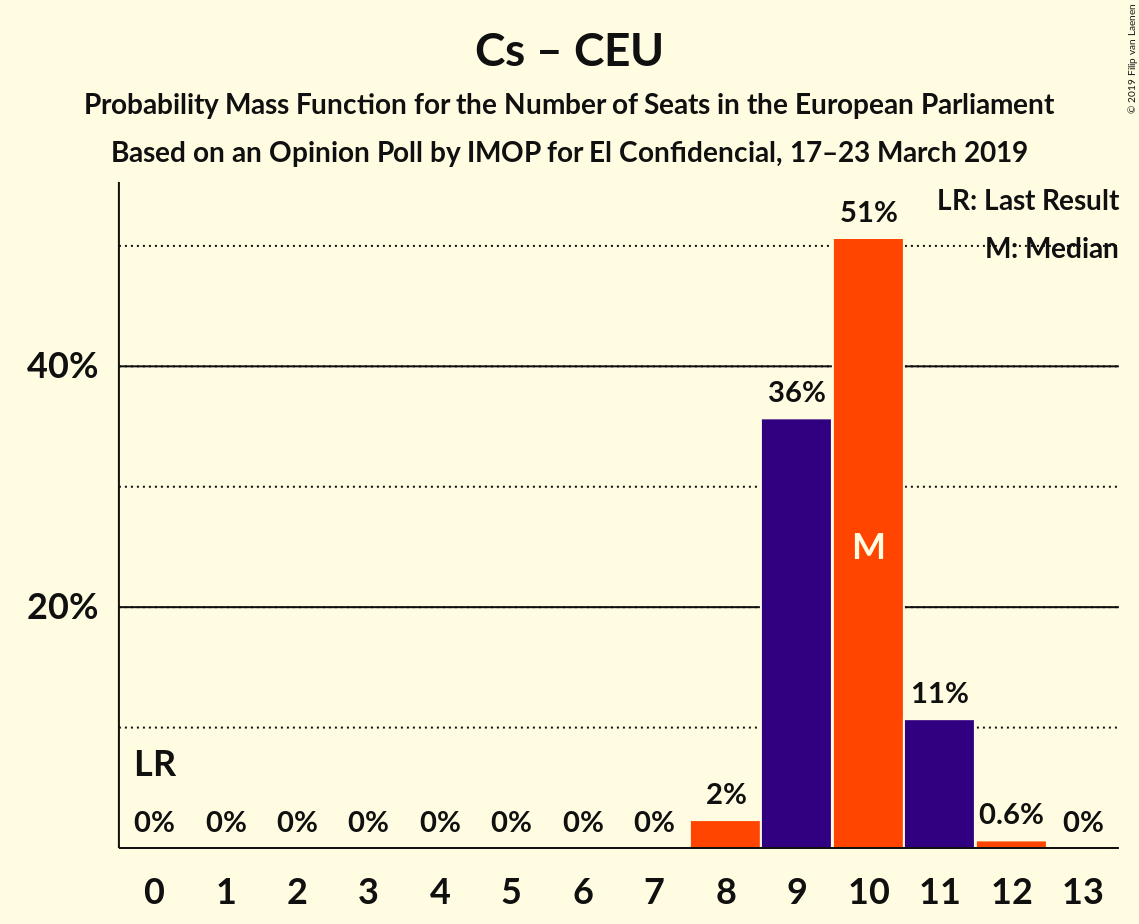 Cs – CEU
Probability Mass Function for the Number of Seats in the European Parliament
Based on an Opinion Poll by IMOP for El Confidencial, 17–23 March 2019
© 2019 Filip van Laenen
LR: Last Result
M: Median
51%
40%
36%
M
20%
11%
LR
2%
0.6%
0% 0% 0% 0% 0% 0% 0% 0% 0%
0 1 2 3 4 5 6 7 8 9 10 11 12 13